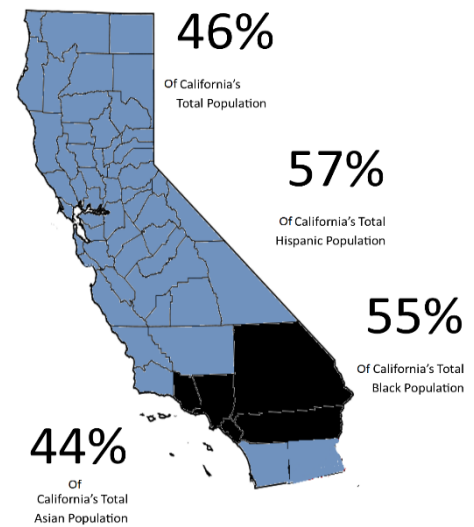 46%
Of California's
Total Population
57%
Of California's Total
Hispanic Population
55%
Of California's Total
Black Population
44%
Of
California's Total
Asian Population